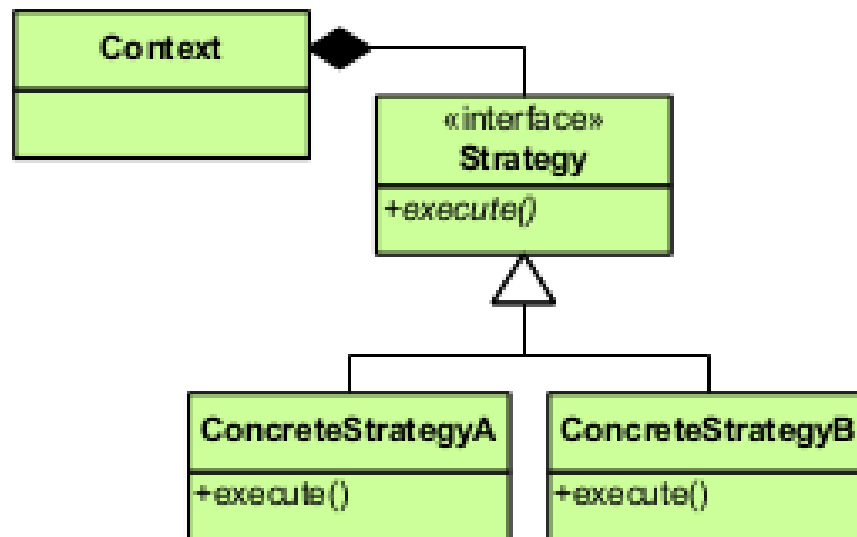 Context
«interface»
Strategy
+execute()
ConcreteStrategyA
+execute()
ConcreteStrategyB
+execute()